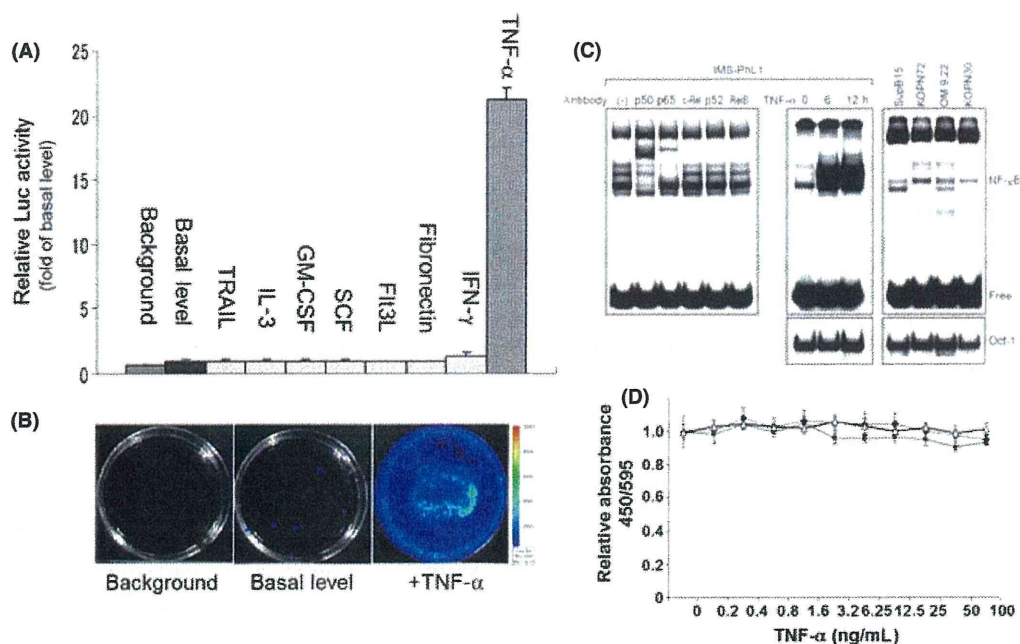 (A)
Relative Luc activity
(fold of basal level)
25
20
15
10
5
0
Background
Basal level
TRAIL
IL-3
GM-CSF
SCF
Flt3L
Fibronectin
IFN-γ
TNF-α
(B)
Background
Basal level
+TNF-α
(C)
IMS-PhL1
Antibody (-) p50 p65 c-Rel p52 RelB
TNF-α 0 6 12 h
KOPN72
KOPN30
NF-κB
Free
Oct-1
(D)
Relative absorbance
450/595
1.0
0.8
0.6
0.4
0.2
0.0
0 0.2 0.4 0.8 1.6 3.2 6.25 12.5 25 50 100
TNF-α (ng/mL)